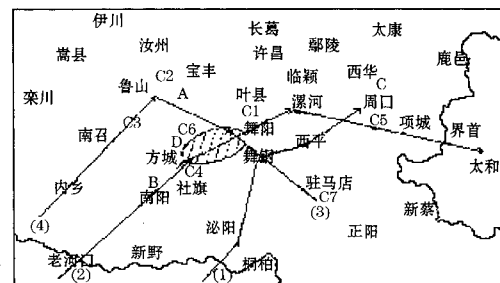 伊川
长葛
太康
嵩县
汝州
许昌
鄢陵
鹿邑
宝丰
临颍
西华
栾川
鲁山
C2
A
叶县
C
C1
漯河
周口
南召
C3
C6
舞阳
C5
项城
界首
方城
D
西平
太和
C4
舞钢
内乡
B
社旗
南阳
驻马店
C7
(3)
新蔡
(4)
泌阳
正阳
老河口
新野
桐柏
(2)
(1)